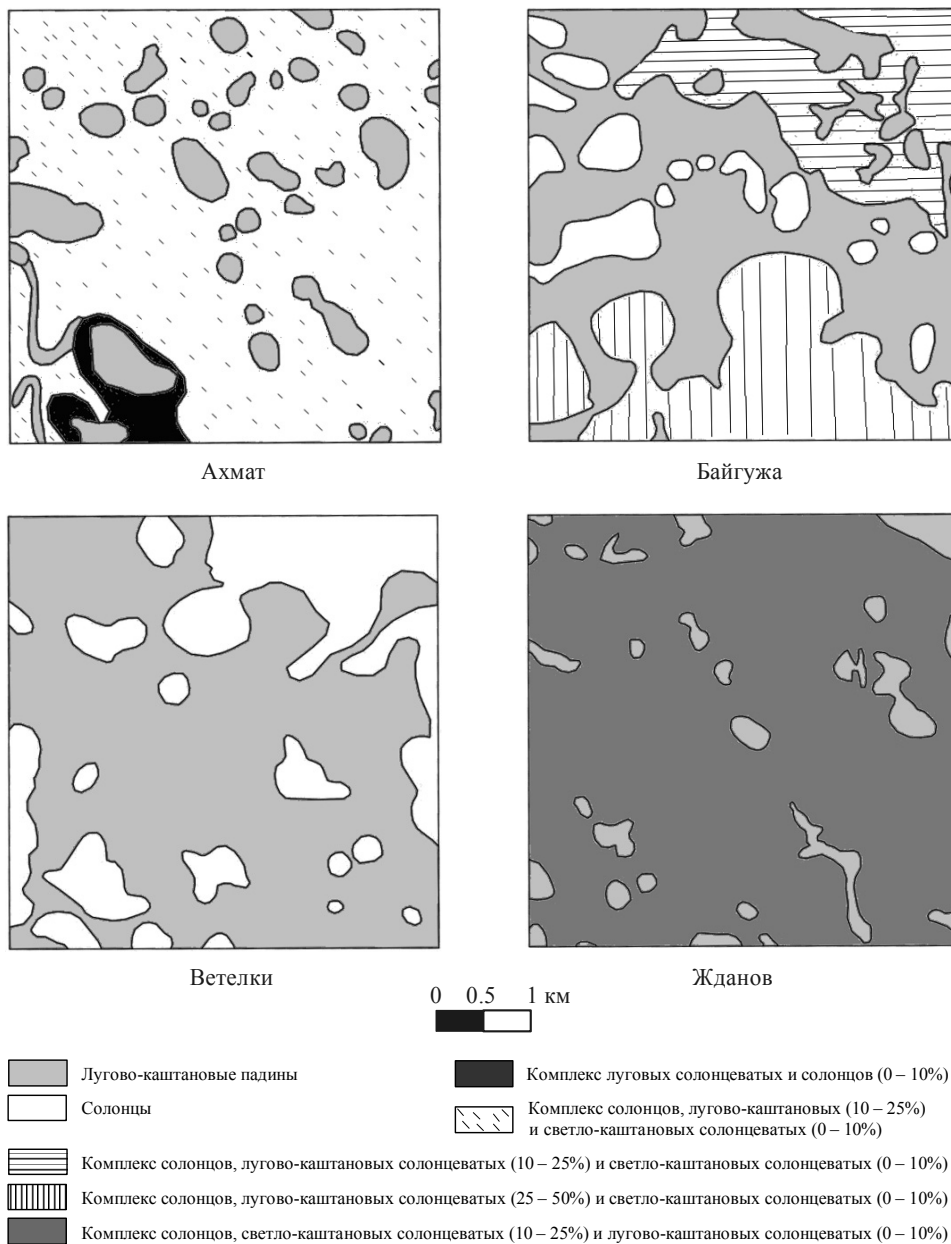 Ахмат
Байгужа
Ветелки
Жданов
0 0.5 1 км
Лугово-каштановые падины
Солонцы
Комплекс луговых солонцеватых и солонцов (0 – 10%)
Комплекс солонцов, лугово-каштановых (10 – 25%)
и светло-каштановых солонцеватых (0 – 10%)
Комплекс солонцов, лугово-каштановых солонцеватых (10 – 25%) и светло-каштановых солонцеватых (0 – 10%)
Комплекс солонцов, лугово-каштановых солонцеватых (25 – 50%) и светло-каштановых солонцеватых (0 – 10%)
Комплекс солонцов, светло-каштановых солонцеватых (10 – 25%) и лугово-каштановых солонцеватых (0 – 10%)